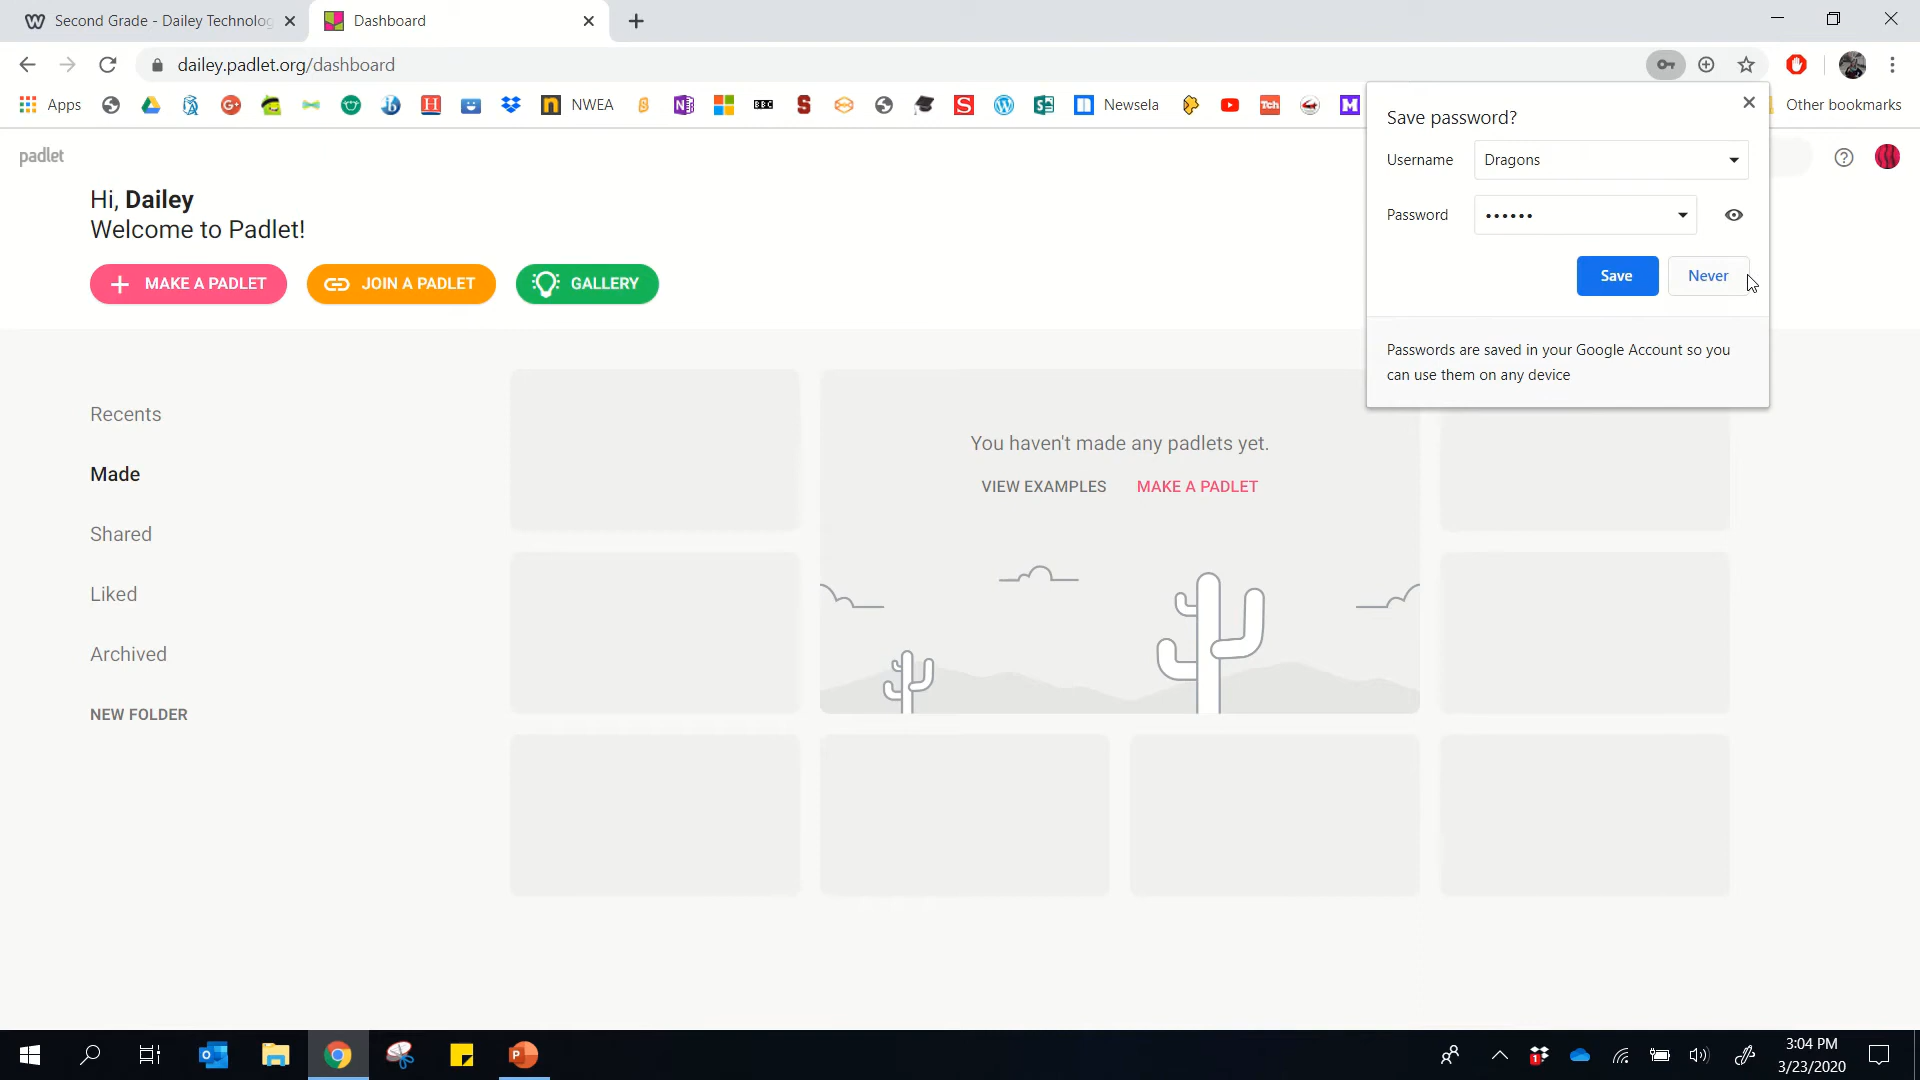 Second Grade - Dailey Technolog
Dashboard
dailey.padlet.org/dashboard
Apps
H
NWEA
N
BBC
S
S
Newsela
Tch
M
Other bookmarks
padlet
Hi, Dailey
Welcome to Padlet!
MAKE A PADLET
JOIN A PADLET
GALLERY
Save password?
Username
Dragons
Password
Save
Never
Passwords are saved in your Google Account so you
can use them on any device
Recents
Made
Shared
Liked
Archived
NEW FOLDER
You haven't made any padlets yet.
VIEW EXAMPLES
MAKE A PADLET
3:04 PM
3/23/2020